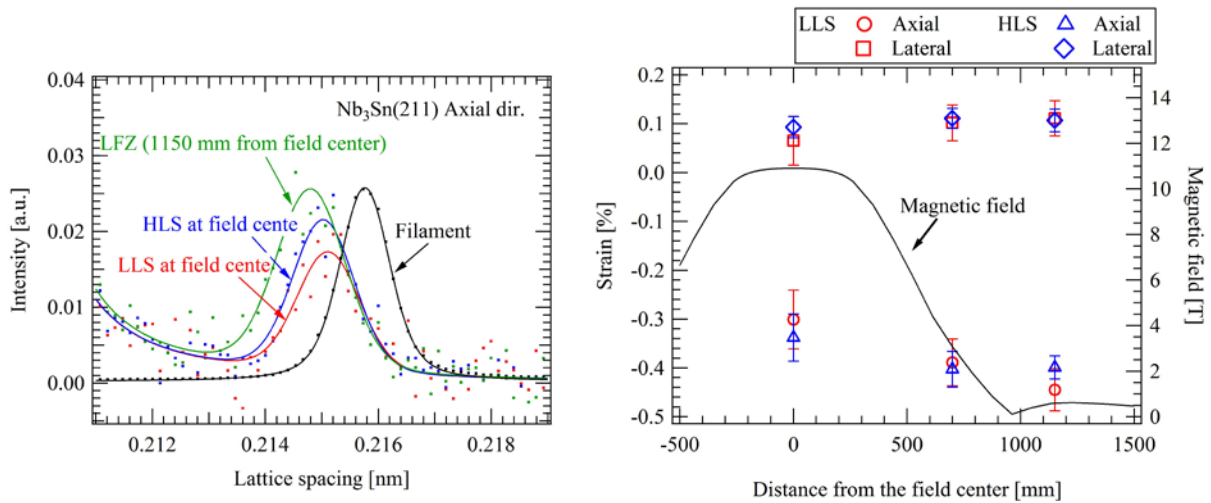 0.04
0.03
0.02
0.01
0.00
Intensity [a.u.]
Nb3Sn(211) Axial dir.
LFZ (1150 mm from field center)
HLS at field cente
LLS at field cente
Filament
0.212
0.214
0.216
0.218
Lattice spacing [nm]
LLS Axial HLS Axial
Lateral Lateral
0.2
0.1
0.0
-0.1
-0.2
-0.3
-0.4
-0.5
Strain [%]
Magnetic field
14
12
10
8
6
4
2
0
Magnetic field [T]
-500 0 500 1000 1500
Distance from the field center [mm]